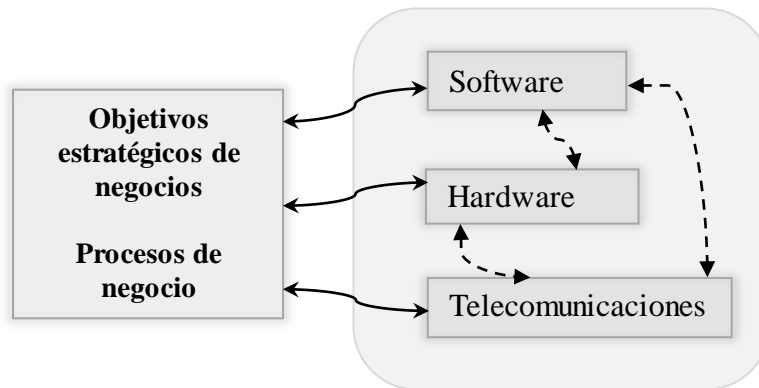 Objetivos
estratégicos de
negocios
Procesos de
negocio
Software
Hardware
Telecomunicaciones